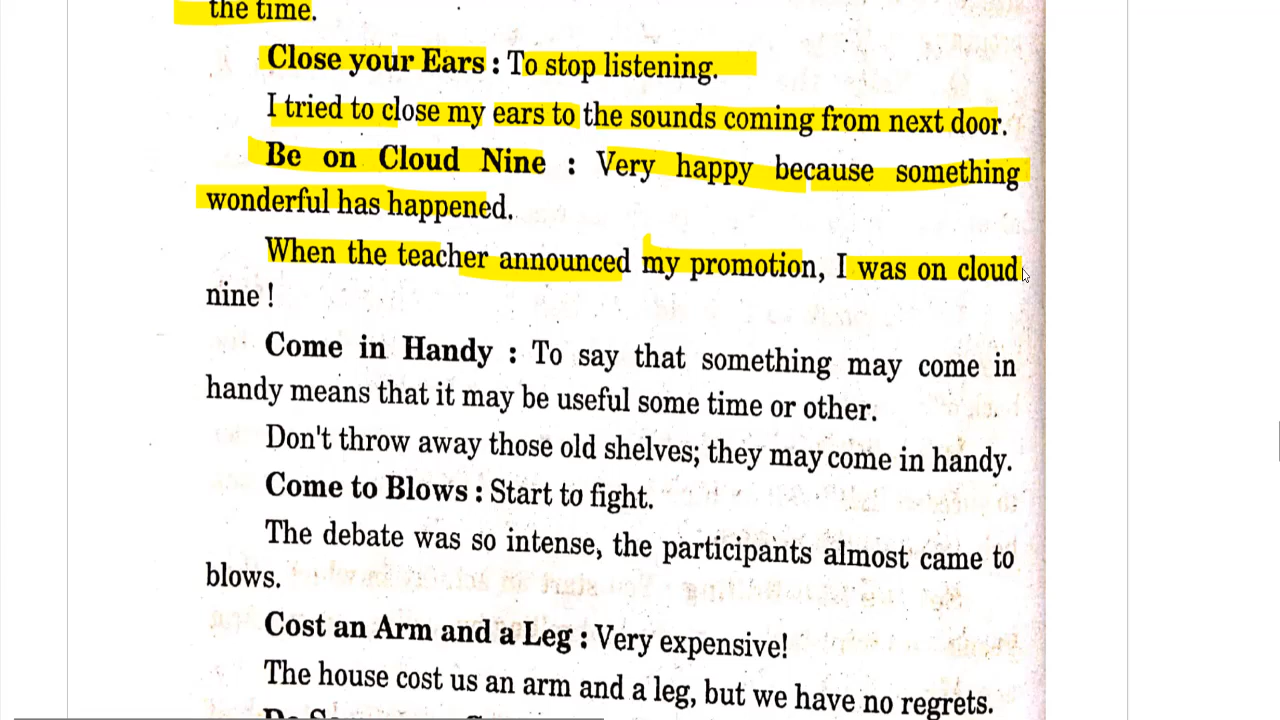 the time.
Close your Ears : To stop listening.
I tried to close my ears to the sounds coming from next door.
Be on Cloud Nine : Very happy because something
wonderful has happened.
When the teacher announced my promotion, I was on cloud
nine !
Come in Handy : To say that something may come in
handy means that it may be useful some time or other.
Don't throw away those old shelves; they may come in handy.
Come to Blows : Start to fight.
The debate was so intense, the participants almost came to
blows.
Cost an Arm and a Leg : Very expensive!
The house cost us an arm and a leg, but we have no regrets.